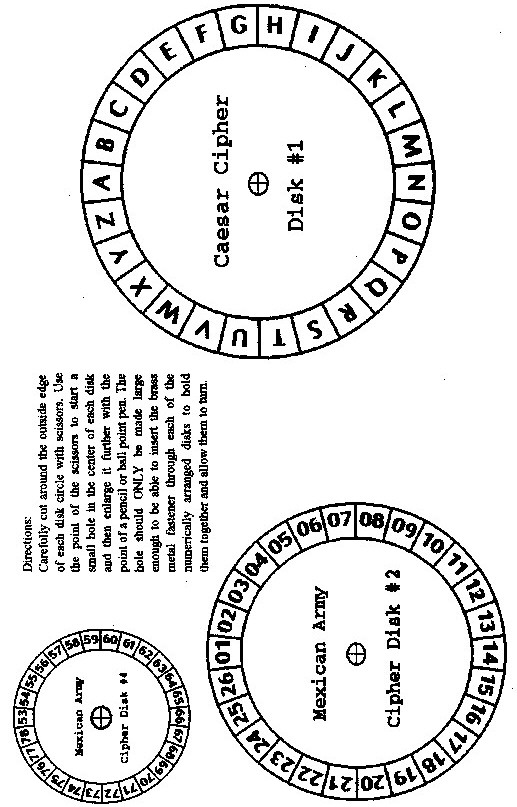 A B C D E F G H I J K L M N O P Q R S T U V W X Y Z
Caesar Cipher
Disk #1
Directions:
Carefully cut around the outside edge
of each disk circle with scissors. Use
the point of the scissors to start a
small hole in the center of each disk
and then enlarge it further with the
point of a pencil or ball point pen. The
hole should ONLY be made large
enough to be able to insert the brass
metal fastener through each of the
numerically arranged disks to hold
them together and allow them to turn.
01 02 03 04 05 06 07 08 09 10 11 12 13 14 15 16 17 18 19 20 21 22 23 24 25 26
Mexican Army
Cipher Disk #2
53 54 55 56 57 58 59 60 61 62 63 64 65 66 67 68 69 70 71 72 73 74 75 76 77 78
Mexican Army
Cipher Disk #4